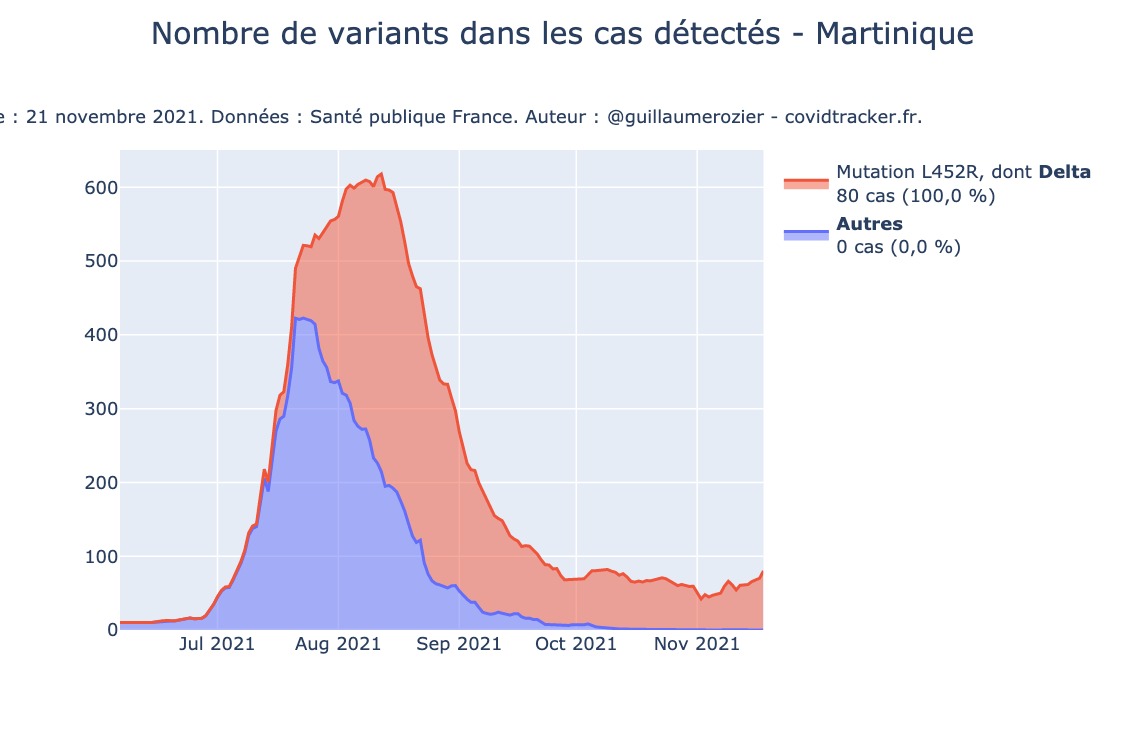 Nombre de variants dans les cas détectés - Martinique
: 21 novembre 2021. Données : Santé publique France. Auteur : @guillaumerozier - covidtracker.fr.
Mutation L452R, dont Delta
80 cas (100,0 %)
Autres
0 cas (0,0 %)
600
500
400
300
200
100
0
Jul 2021 Aug 2021 Sep 2021 Oct 2021 Nov 2021